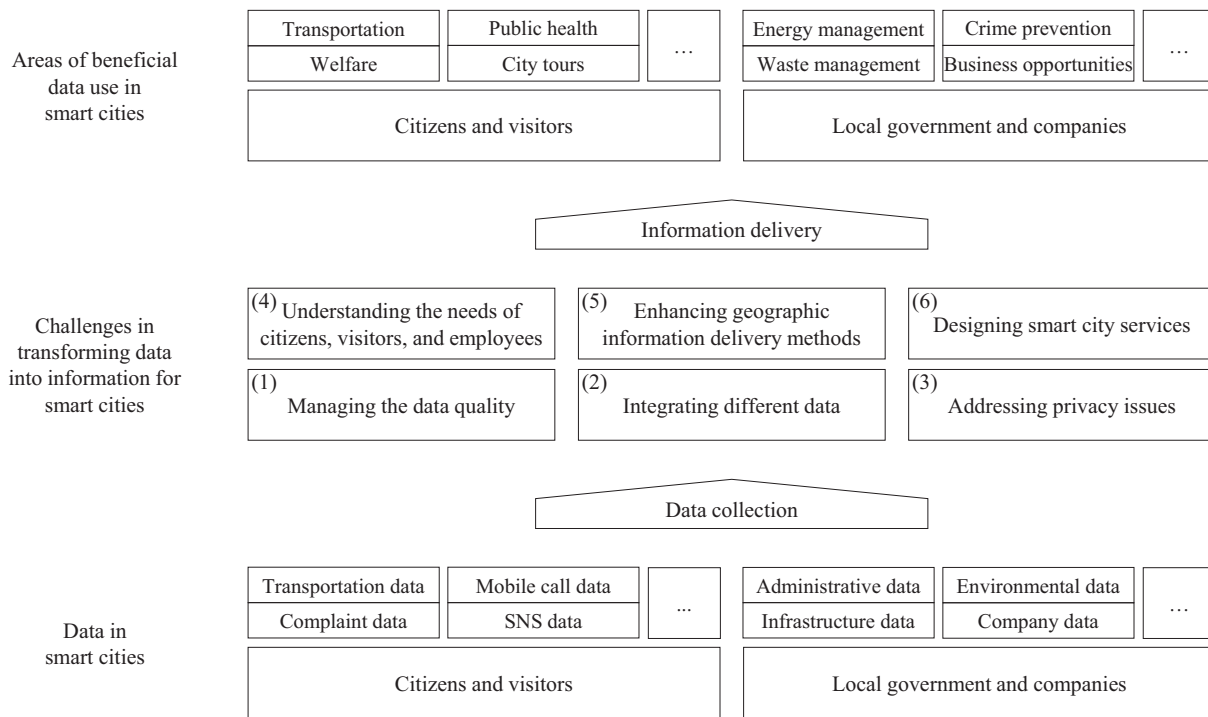 Areas of beneficial
data use in
smart cities
Transportation
Public health
…
Welfare
City tours
Citizens and visitors
Energy management
Crime prevention
…
Waste management
Business opportunities
Local government and companies
Information delivery
Challenges in
transforming data
into information for
smart cities
(4)
Understanding the needs of
citizens, visitors, and employees
(5)
Enhancing geographic
information delivery methods
(6)
Designing smart city services
(1)
Managing the data quality
(2)
Integrating different data
(3)
Addressing privacy issues
Data collection
Data in
smart cities
Transportation data
Mobile call data
...
Complaint data
SNS data
Citizens and visitors
Administrative data
Environmental data
…
Infrastructure data
Company data
Local government and companies